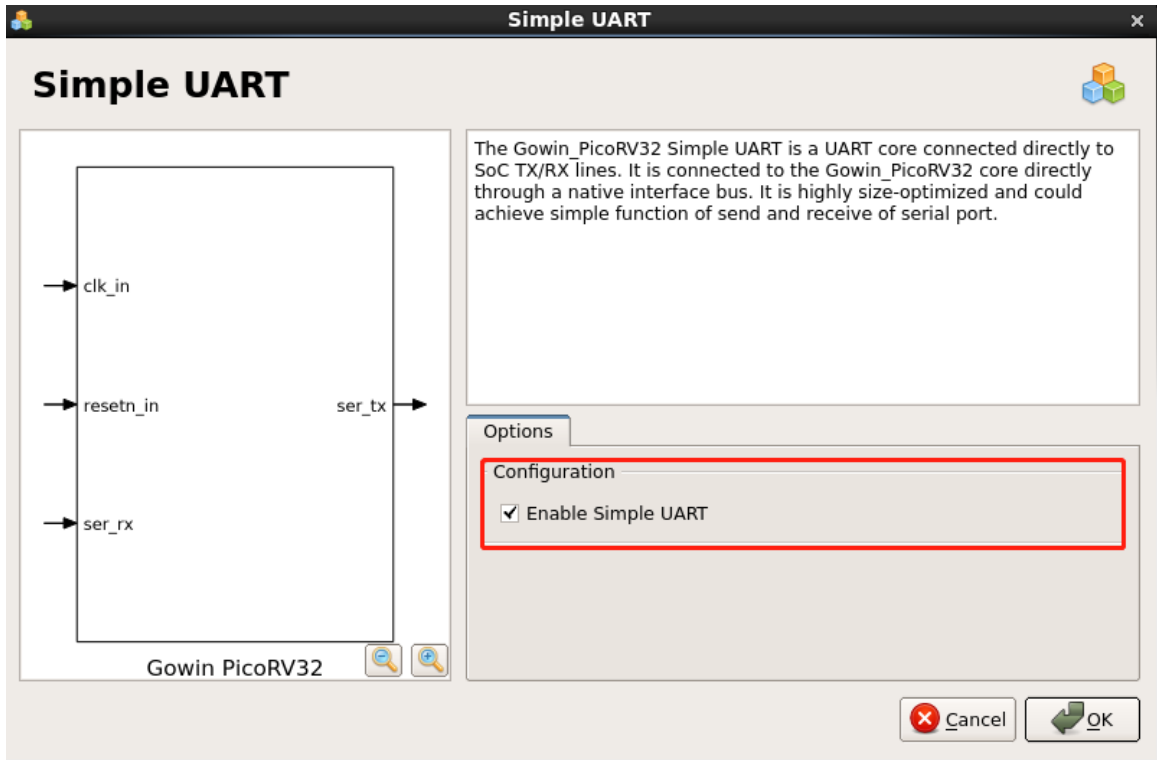 Simple UART
Simple UART
The Gowin_PicoRV32 Simple UART is a UART core connected directly to
SoC TX/RX lines. It is connected to the Gowin_PicoRV32 core directly
through a native interface bus. It is highly size-optimized and could
achieve simple function of send and receive of serial port.
clk_in
resetn_in
ser_tx
ser_rx
Gowin PicoRV32
Options
Configuration
Enable Simple UART
Cancel
OK